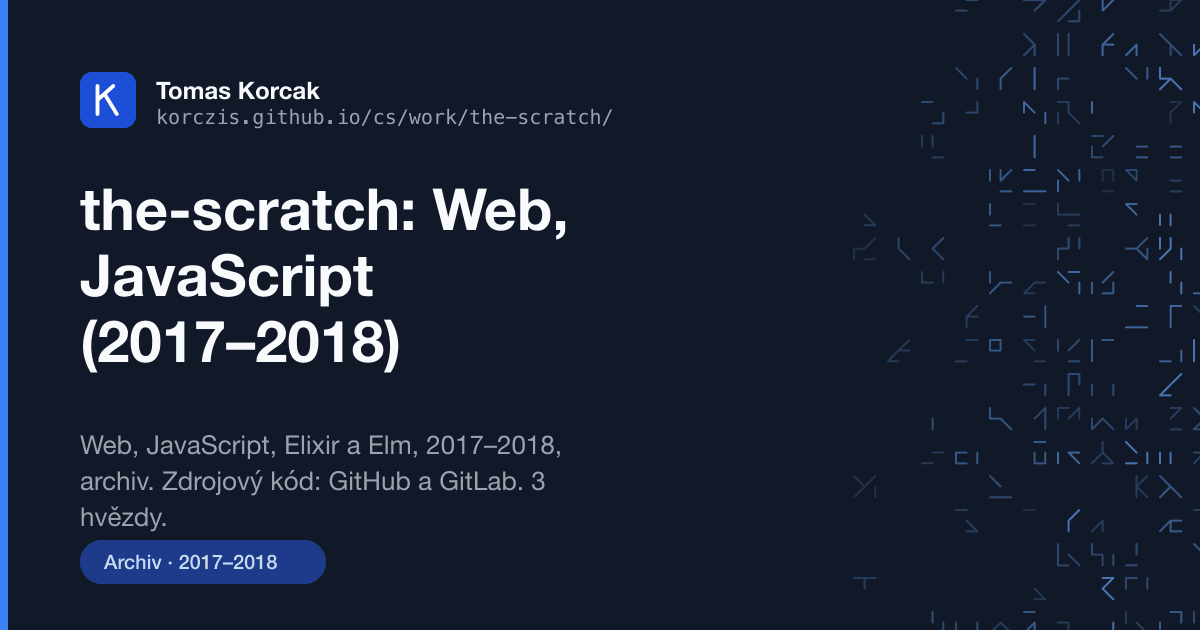 K
Tomas Korcak
korczis.github.io/cs/work/the-scratch/
the-scratch: Web,
JavaScript
(2017–2018)
Web, JavaScript, Elixir a Elm, 2017–2018,
archiv. Zdrojový kód: GitHub a GitLab. 3
hvězdy.
Archiv · 2017–2018